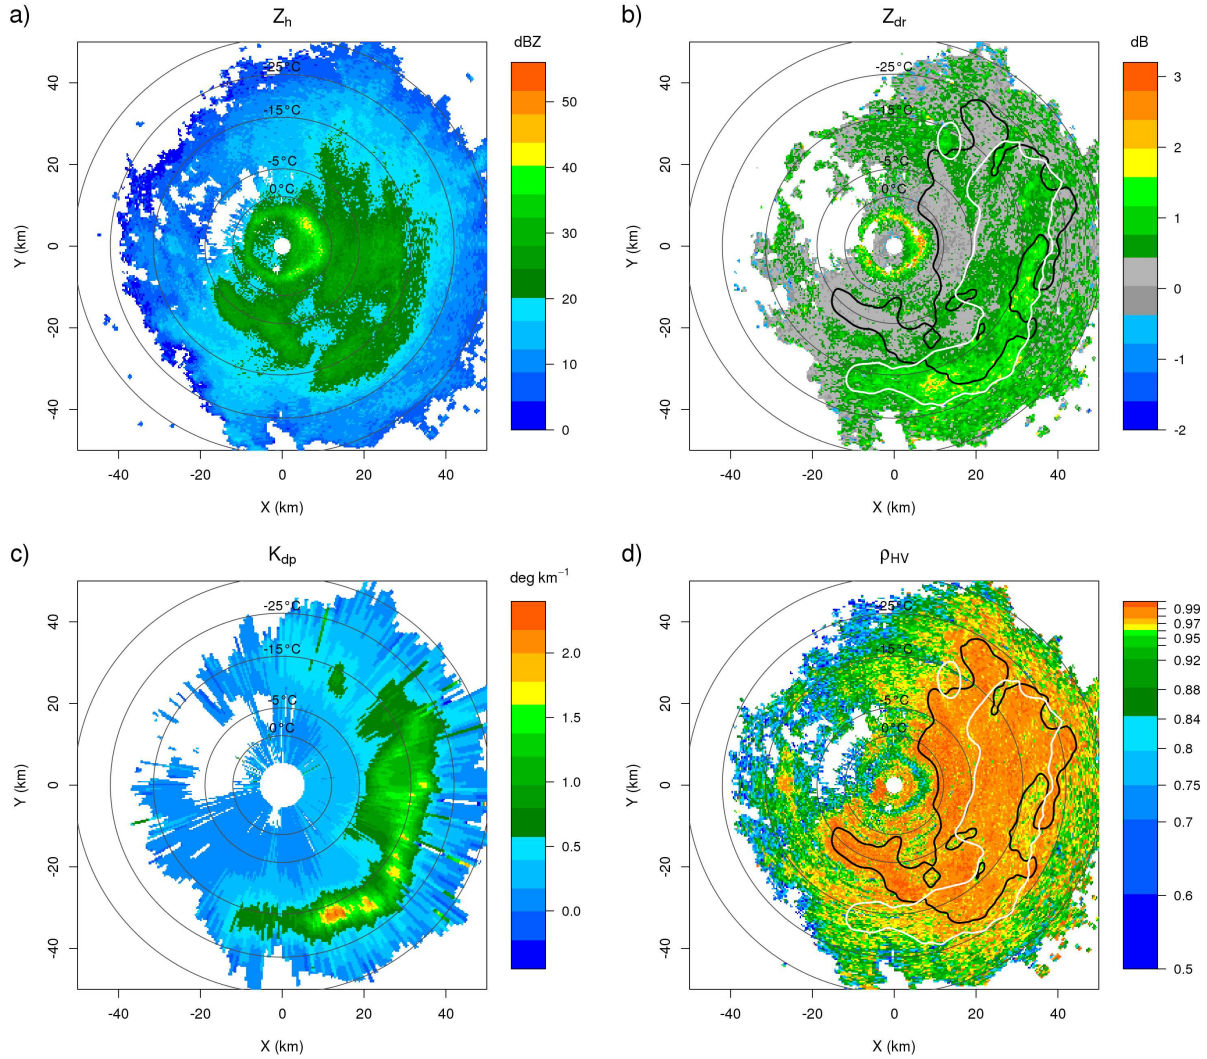 a)
Z_h
dBZ
-25°C
-15°C
-5°C
0°C
40
20
0
-20
-40
Y (km)
-40
-20
0
20
40
X (km)
50
40
30
20
10
0
b)
Z_dr
dB
-25°C
-15°C
-5°C
0°C
40
20
0
-20
-40
Y (km)
-40
-20
0
20
40
X (km)
3
2
1
0
-1
-2
c)
K_dp
deg km⁻¹
-25°C
-15°C
-5°C
0°C
40
20
0
-20
-40
Y (km)
-40
-20
0
20
40
X (km)
2.0
1.5
1.0
0.5
0.0
d)
ρ_HV
-25°C
-15°C
-5°C
0°C
40
20
0
-20
-40
Y (km)
-40
-20
0
20
40
X (km)
0.99
0.97
0.95
0.92
0.88
0.84
0.8
0.75
0.7
0.6
0.5